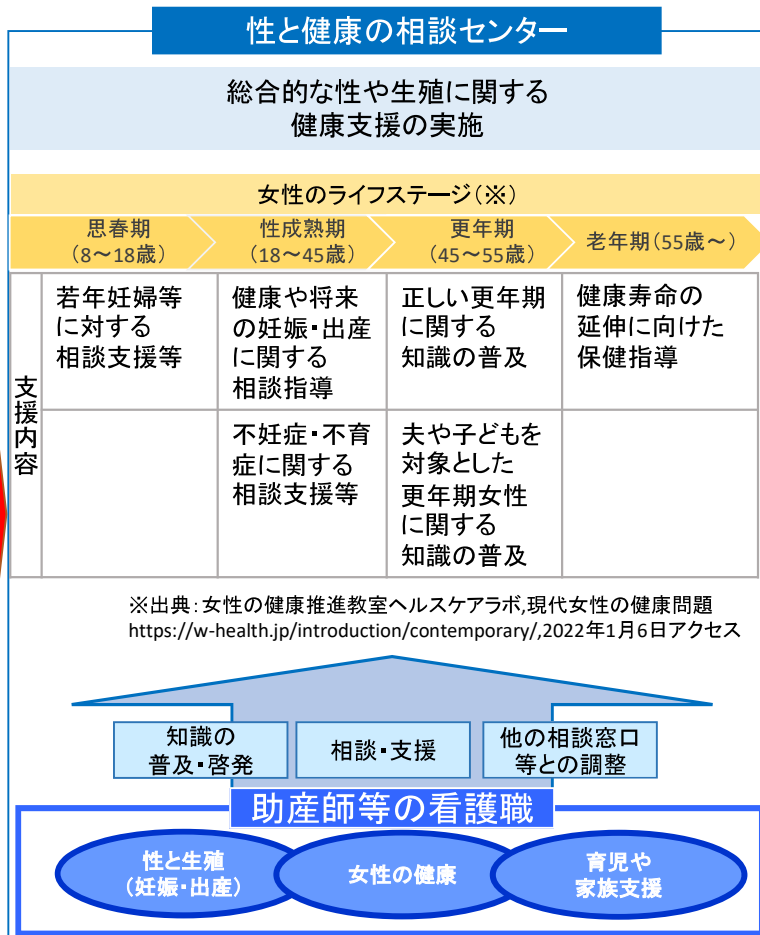 性と健康の相談センター
総合的な性や生殖に関する
健康支援の実施
女性のライフステージ(※)
思春期
(8～18歳)
性成熟期
(18～45歳)
更年期
(45～55歳)
老年期(55歳～)
支援内容
若年妊婦等
に対する
相談支援等
健康や将来
の妊娠・出産
に関する
相談指導
正しい更年期
に関する
知識の普及
健康寿命の
延伸に向けた
保健指導
不妊症・不育
症に関する
相談支援等
夫や子どもを
対象とした
更年期女性
に関する
知識の普及
※出典：女性の健康推進教室ヘルスケアラボ,現代女性の健康問題
https://w-health.jp/introduction/contemporary/,2022年1月6日アクセス
知識の
普及・啓発
相談・支援
他の相談窓口
等との調整
助産師等の看護職
性と生殖
(妊娠・出産)
女性の健康
育児や
家族支援